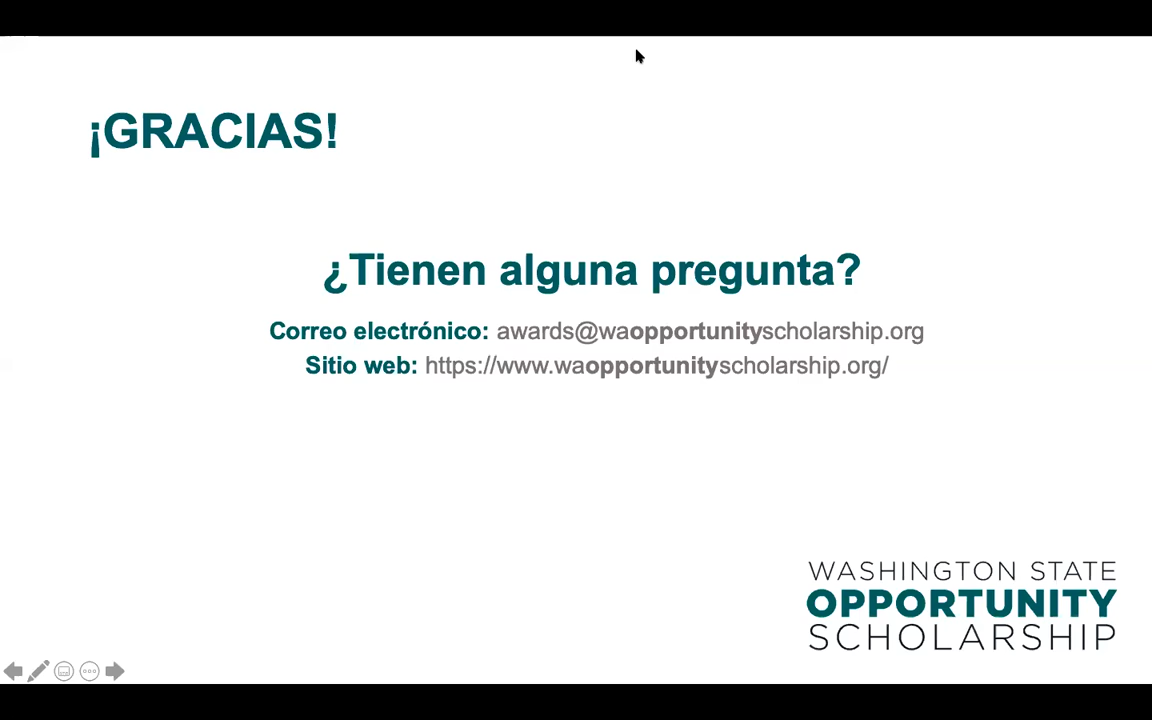 ¡GRACIAS!
¿Tienen alguna pregunta?
Correo electrónico: awards@waopportunityscholarship.org
Sitio web: https://www.waopportunityscholarship.org/
WASHINGTON STATE
OPPORTUNITY
SCHOLARSHIP